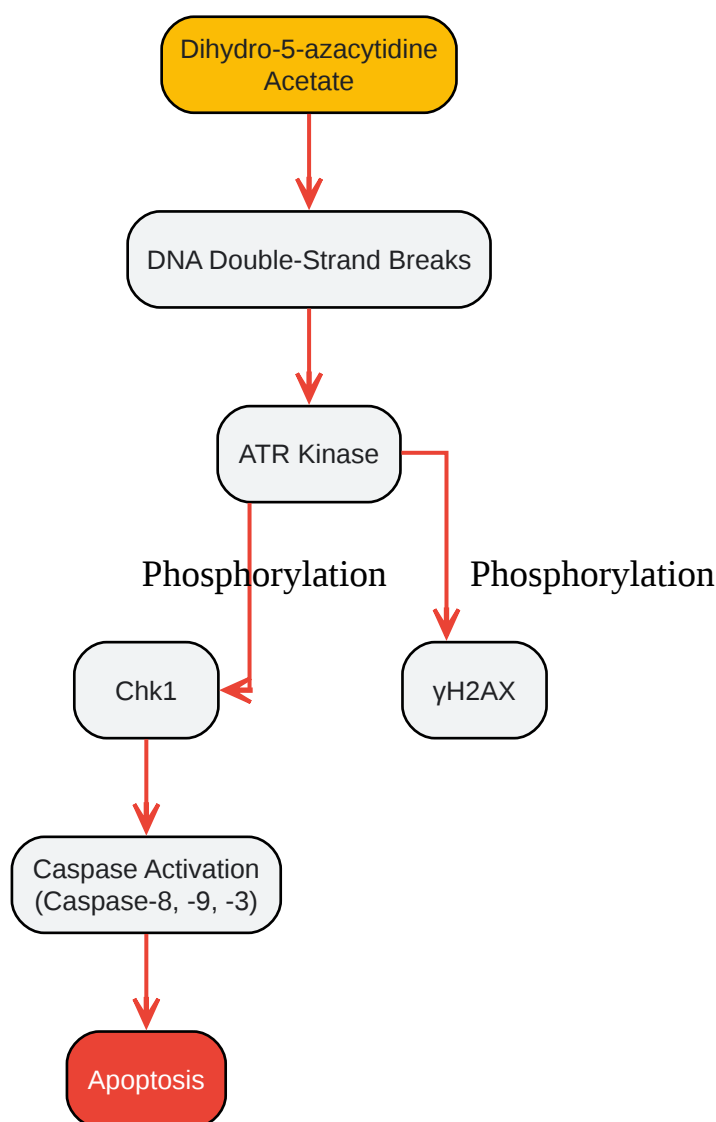 Dihydro-5-azacytidine
Acetate
DNA Double-Strand Breaks
ATR Kinase
Phosphorylation
Phosphorylation
Chk1
γH2AX
Caspase Activation
(Caspase-8, -9, -3)
Apoptosis